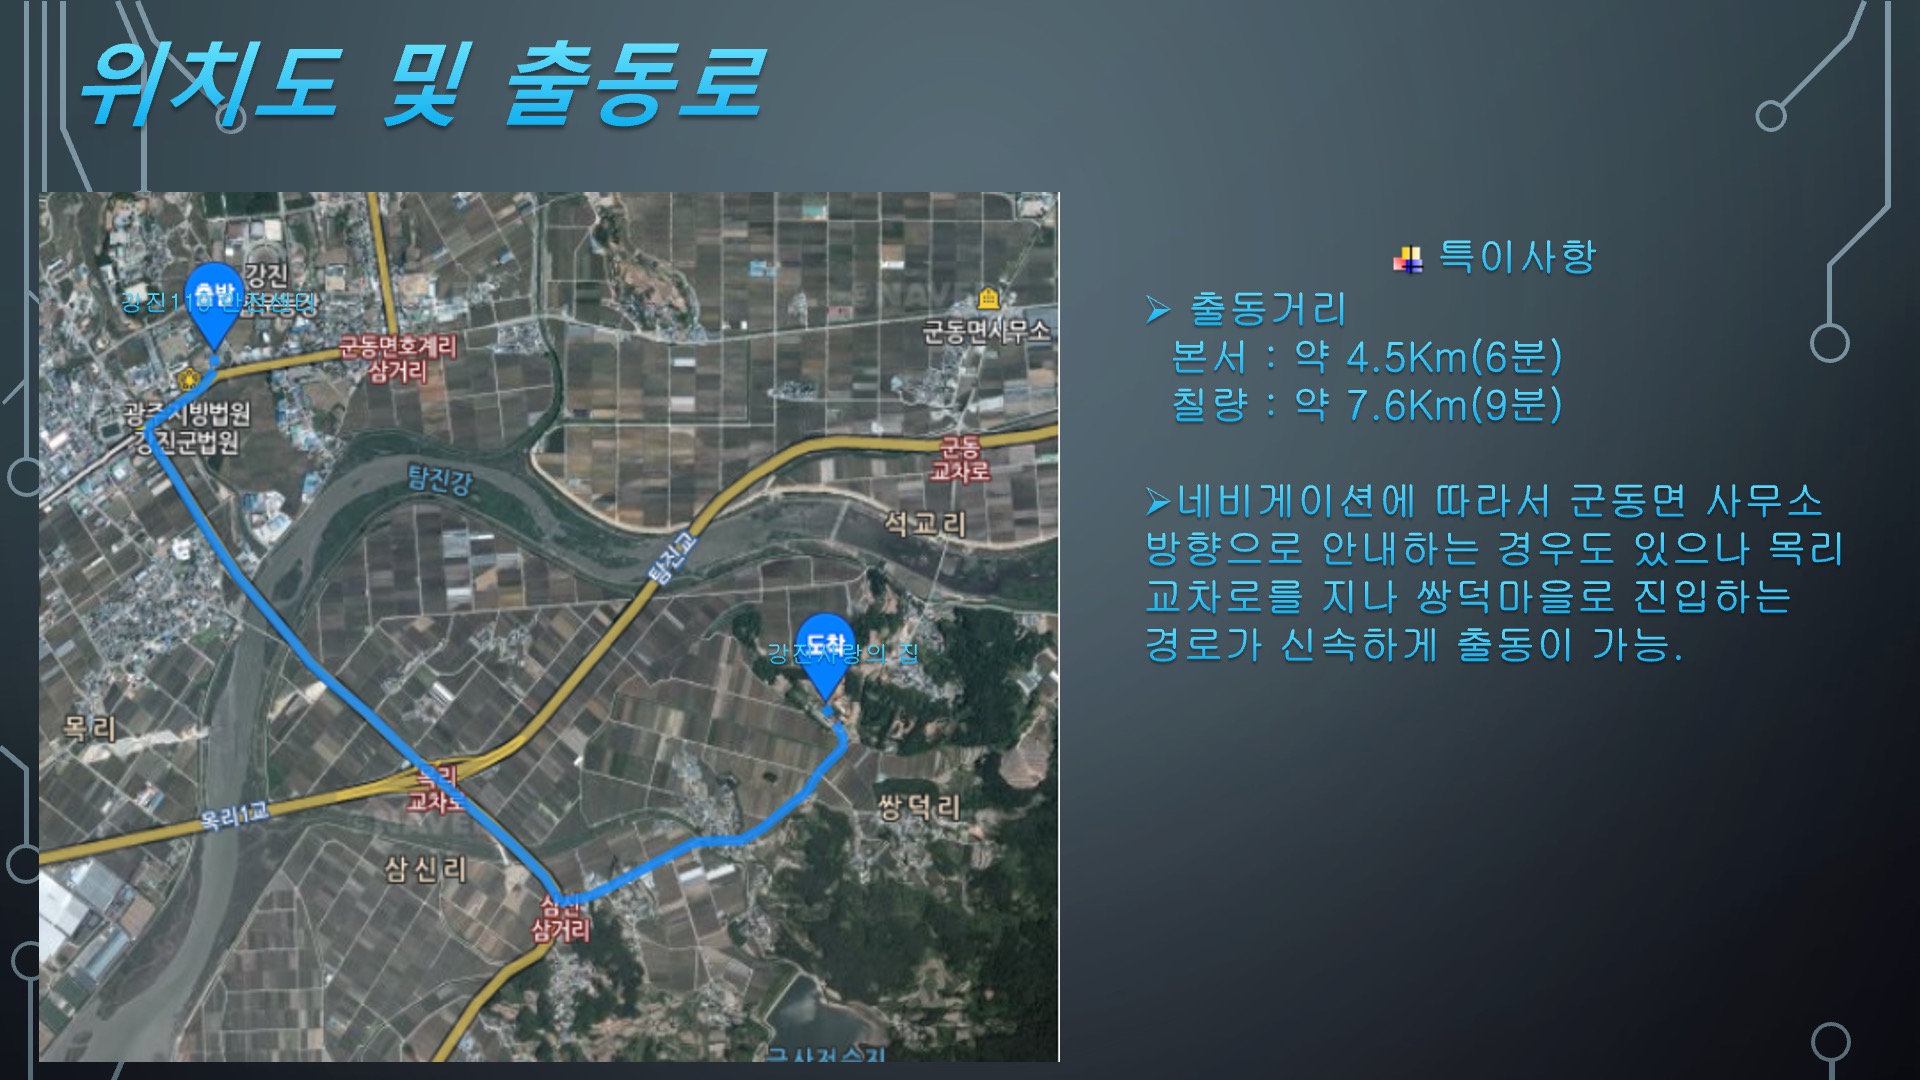 위치도 및 출동로
강진
강진119안전센터
군동면사무소
군동면호계리
삼거리
광주지방법원
강진군법원
군동
교차로
탐진강
석교리
탐진교
도착
강진사랑의 집
목리
목리
교차로
쌍덕리
목리1교
NAVER
삼신리
삼신
삼거리
특이사항
➢ 출동거리
본서 : 약 4.5Km(6분)
칠량 : 약 7.6Km(9분)
➢네비게이션에 따라서 군동면 사무소
방향으로 안내하는 경우도 있으나 목리
교차로를 지나 쌍덕마을로 진입하는
경로가 신속하게 출동이 가능.